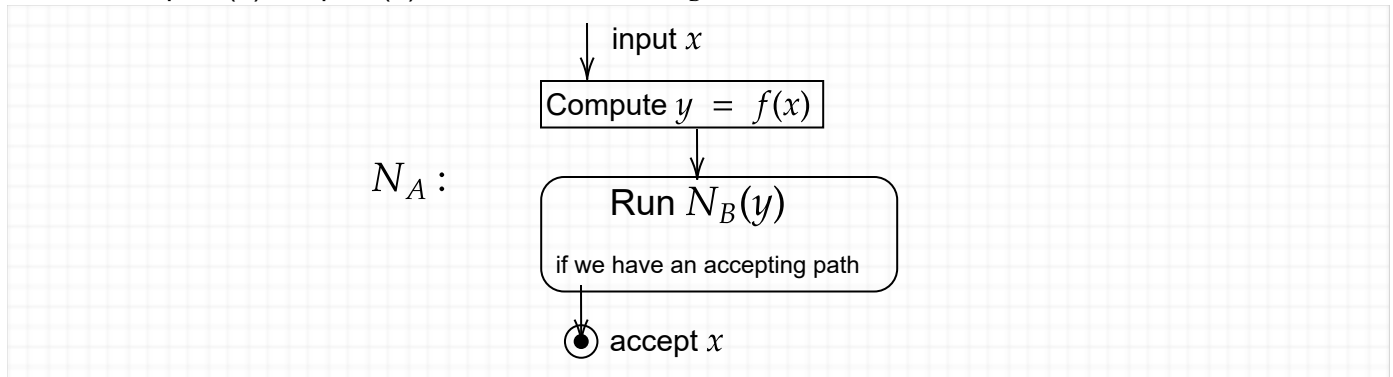 input x
Compute y = f(x)
N_A :
Run N_B(y)
if we have an accepting path
accept x